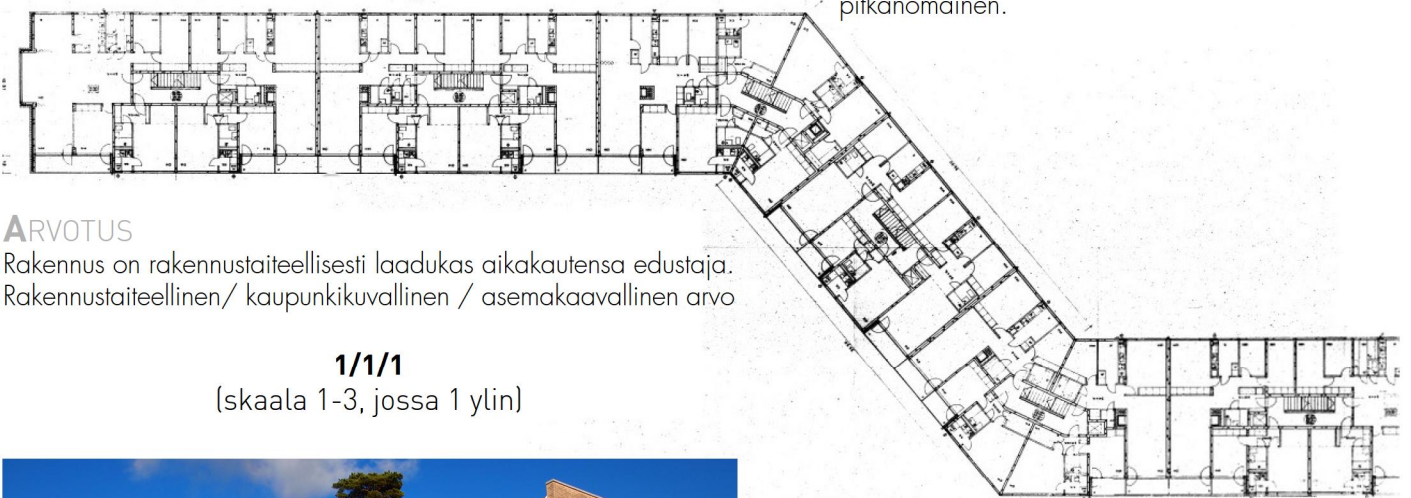 pitkänomainen.
ARVOTUS
Rakennus on rakennustaiteellisesti laadukas aikakautensa edustaja.
Rakennustaiteellinen/ kaupunkikuvallinen / asemakaavallinen arvo
1/1/1
(skaala 1-3, jossa 1 ylin)